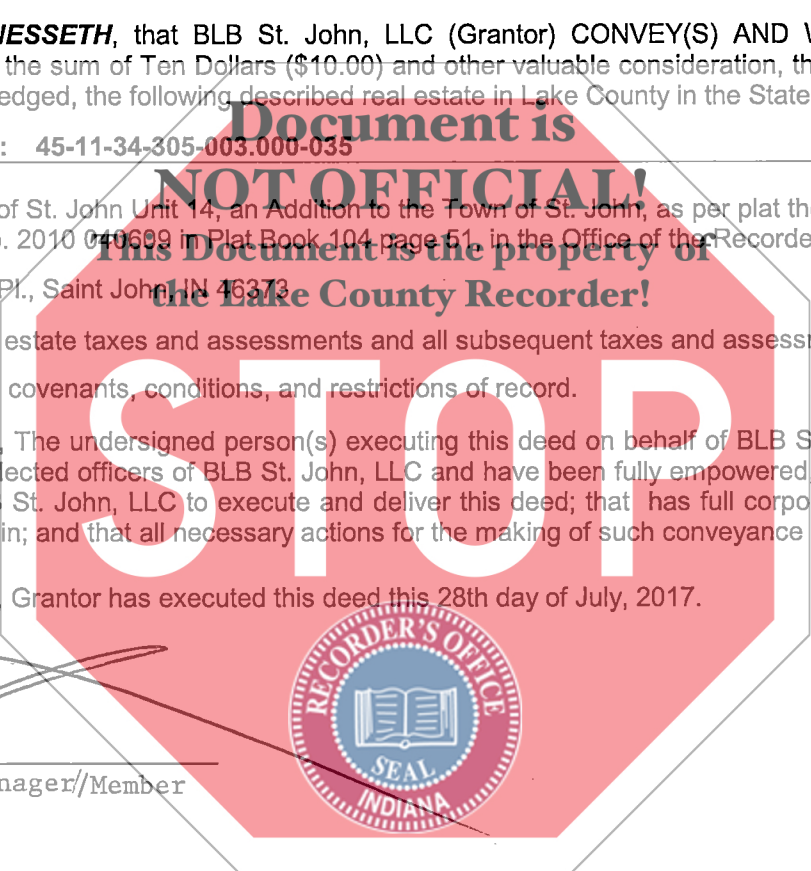 NESSETH, that BLB St. John, LLC (Grantor) CONVEY(S) AND
the sum of Ten Dollars ($10.00) and other valuable consideration, th
edged, the following described real estate in Lake County in the State
Document is
: 45-11-34-305-003.000-035
NOT OFFICIAL!
of St. John Unit 14, an Addition to the Town of St. John, as per plat th
. 2010 040699 in Plat Book 104 page 51, in the Office of the Recorde
This Document is the property of
Pl., Saint John, IN 46373
the Lake County Recorder!
estate taxes and assessments and all subsequent taxes and assess
covenants, conditions, and restrictions of record.
STOP
. The undersigned person(s) executing this deed on behalf of BLB S
lected officers of BLB St. John, LLC and have been fully empowered
St. John, LLC to execute and deliver this deed; that has full corpo
in; and that all necessary actions for the making of such conveyance
, Grantor has executed this deed this 28th day of July, 2017.
RECORDER'S OFFICE
SEAL
INDIANA
nager//Member